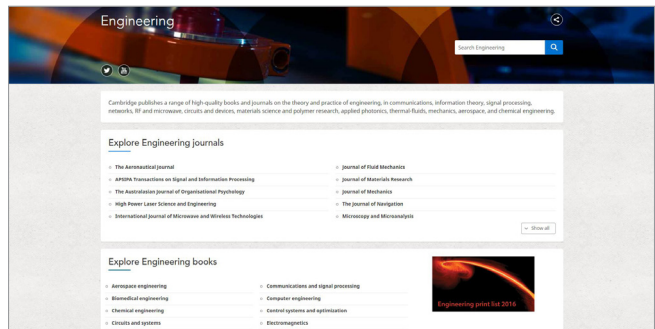 Engineering
Search Engineering
Cambridge publishes a range of high-quality books and journals on the theory and practice of engineering, in communications, information theory, signal processing,
networks, RF and microwave, circuits and devices, materials science and polymer research, applied photonics, thermal-fluids, mechanics, aerospace, and chemical engineering.
Explore Engineering journals
The Aeronautical Journal
APSIPA Transactions on Signal and Information Processing
The Australasian Journal of Organisational Psychology
High Power Laser Science and Engineering
International Journal of Microwave and Wireless Technologies
Journal of Fluid Mechanics
Journal of Materials Research
Journal of Mechanics
The Journal of Navigation
Microscopy and Microanalysis
Show all
Explore Engineering books
Aerospace engineering
Biomedical engineering
Chemical engineering
Circuits and systems
Communications and signal processing
Computer engineering
Control systems and optimization
Electromagnetics
Engineering print list 2016